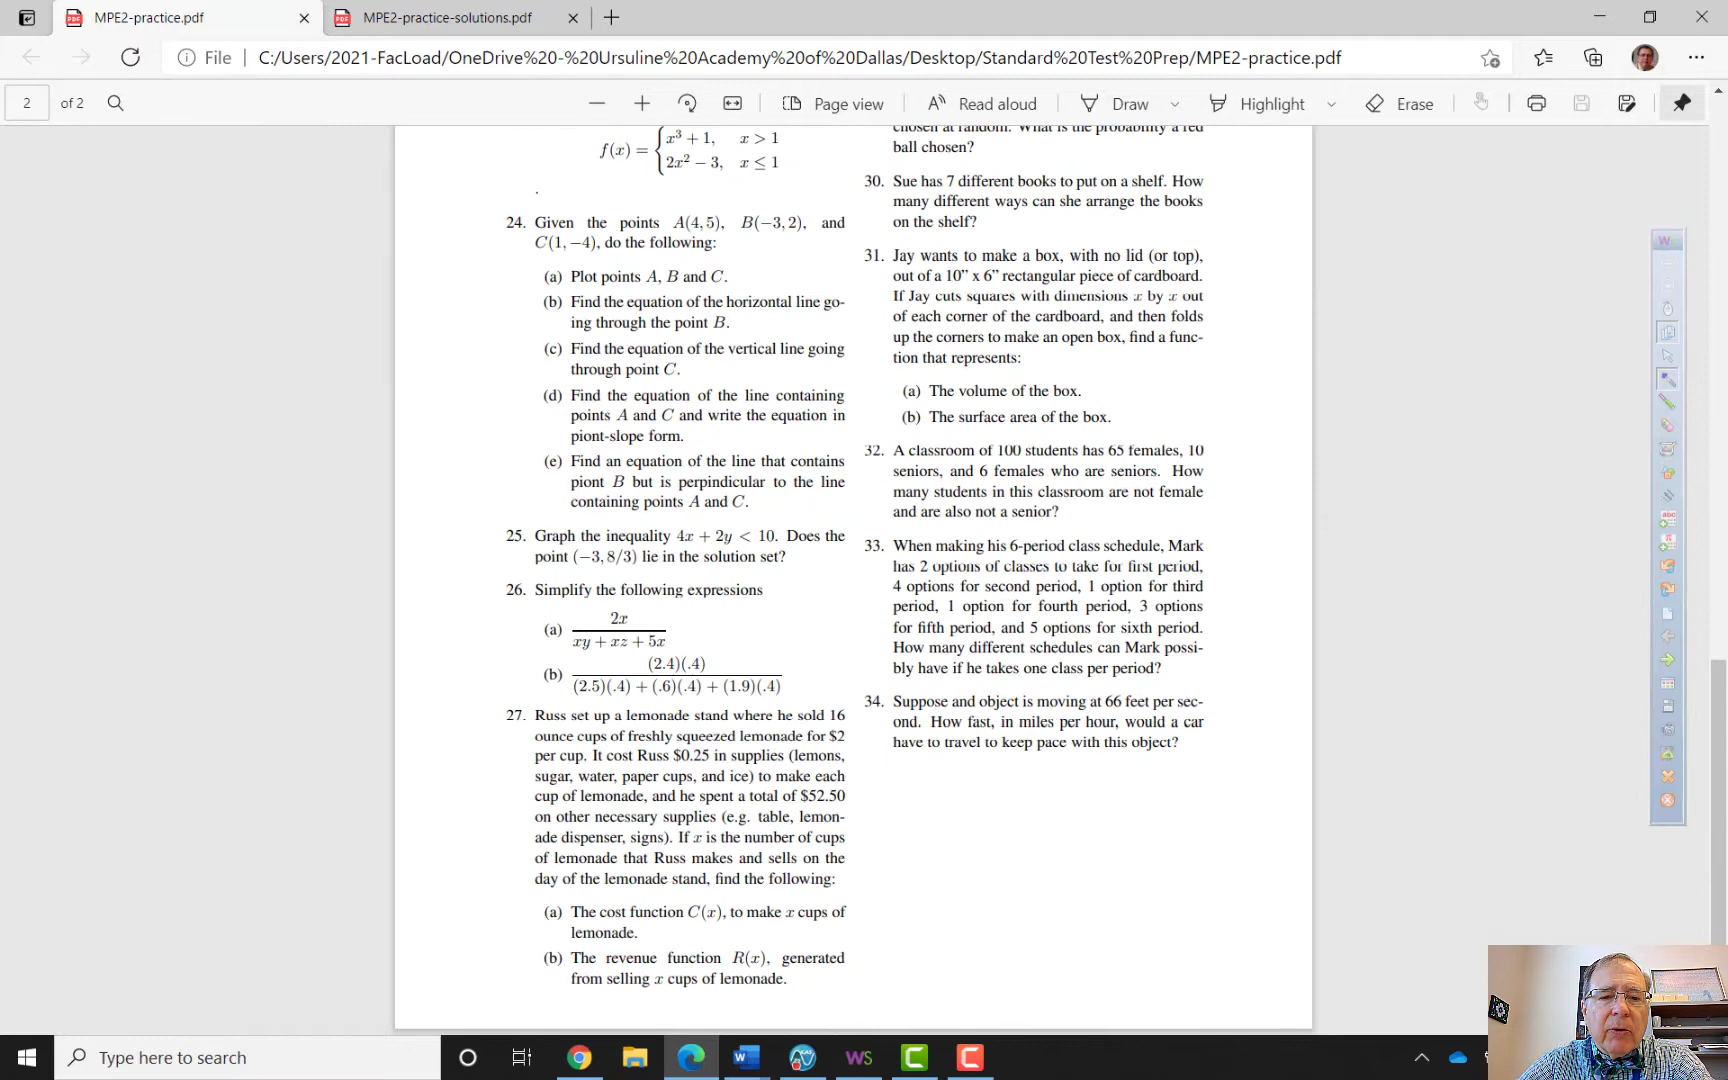 MPE2-practice.pdf
MPE2-practice-solutions.pdf
File
C:/Users/2021-FacLoad/OneDrive%20-%20Ursuline%20Academy%20of%20Dallas/Desktop/Standard%20Test%20Prep/MPE2-practice.pdf
2 of 2
Page view
Read aloud
Draw
Highlight
Erase
f(x) = { x³ + 1, x > 1
2x² − 3, x ≤ 1
.
24. Given the points A(4, 5), B(−3, 2), and
C(1, −4), do the following:
(a) Plot points A, B and C.
(b) Find the equation of the horizontal line go-
ing through the point B.
(c) Find the equation of the vertical line going
through point C.
(d) Find the equation of the line containing
points A and C and write the equation in
piont-slope form.
(e) Find an equation of the line that contains
piont B but is perpindicular to the line
containing points A and C.
25. Graph the inequality 4x + 2y < 10. Does the
point (−3, 8/3) lie in the solution set?
26. Simplify the following expressions
(a) 2x
xy + xz + 5x
(b) (2.4)(.4)
(2.5)(.4) + (.6)(.4) + (1.9)(.4)
27. Russ set up a lemonade stand where he sold 16
ounce cups of freshly squeezed lemonade for $2
per cup. It cost Russ $0.25 in supplies (lemons,
sugar, water, paper cups, and ice) to make each
cup of lemonade, and he spent a total of $52.50
on other necessary supplies (e.g. table, lemon-
ade dispenser, signs). If x is the number of cups
of lemonade that Russ makes and sells on the
day of the lemonade stand, find the following:
(a) The cost function C(x), to make x cups of
lemonade.
(b) The revenue function R(x), generated
from selling x cups of lemonade.
chosen at random. What is the probability a red
ball chosen?
30. Sue has 7 different books to put on a shelf. How
many different ways can she arrange the books
on the shelf?
31. Jay wants to make a box, with no lid (or top),
out of a 10” x 6” rectangular piece of cardboard.
If Jay cuts squares with dimensions x by x out
of each corner of the cardboard, and then folds
up the corners to make an open box, find a func-
tion that represents:
(a) The volume of the box.
(b) The surface area of the box.
32. A classroom of 100 students has 65 females, 10
seniors, and 6 females who are seniors. How
many students in this classroom are not female
and are also not a senior?
33. When making his 6-period class schedule, Mark
has 2 options of classes to take for first period,
4 options for second period, 1 option for third
period, 1 option for fourth period, 3 options
for fifth period, and 5 options for sixth period.
How many different schedules can Mark possi-
bly have if he takes one class per period?
34. Suppose and object is moving at 66 feet per sec-
ond. How fast, in miles per hour, would a car
have to travel to keep pace with this object?
Type here to search
WS